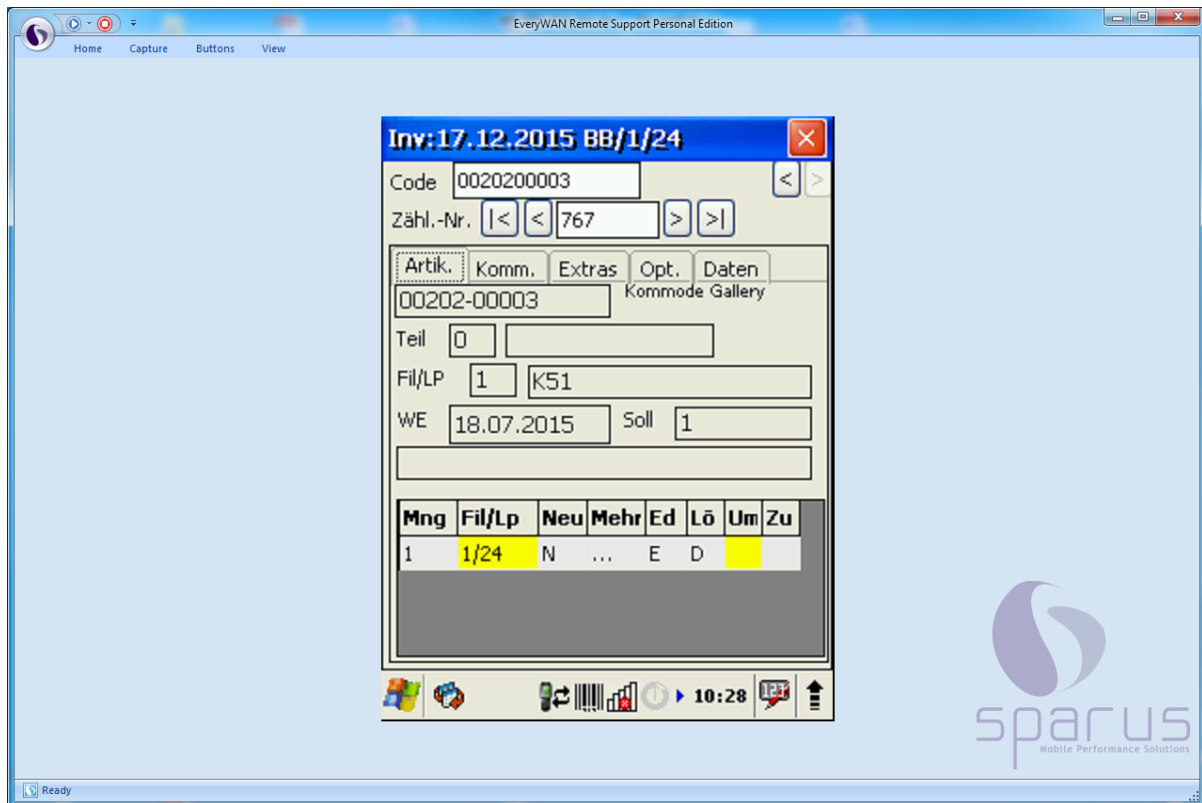 EveryWAN Remote Support Personal Edition
Home Capture Buttons View
Inv:17.12.2015 BB/1/24
Code 0020200003 < >
Zähl.-Nr. |< < 767 > >|
Artik. Komm. Extras Opt. Daten
00202-00003 Kommode Gallery
Teil 0
Fil/LP 1 K51
WE 18.07.2015 Soll 1
Mng Fil/Lp Neu Mehr Ed Lö Um Zu
1 1/24 N ... E D
10:28 123
sparus
Mobile Performance Solutions
Ready